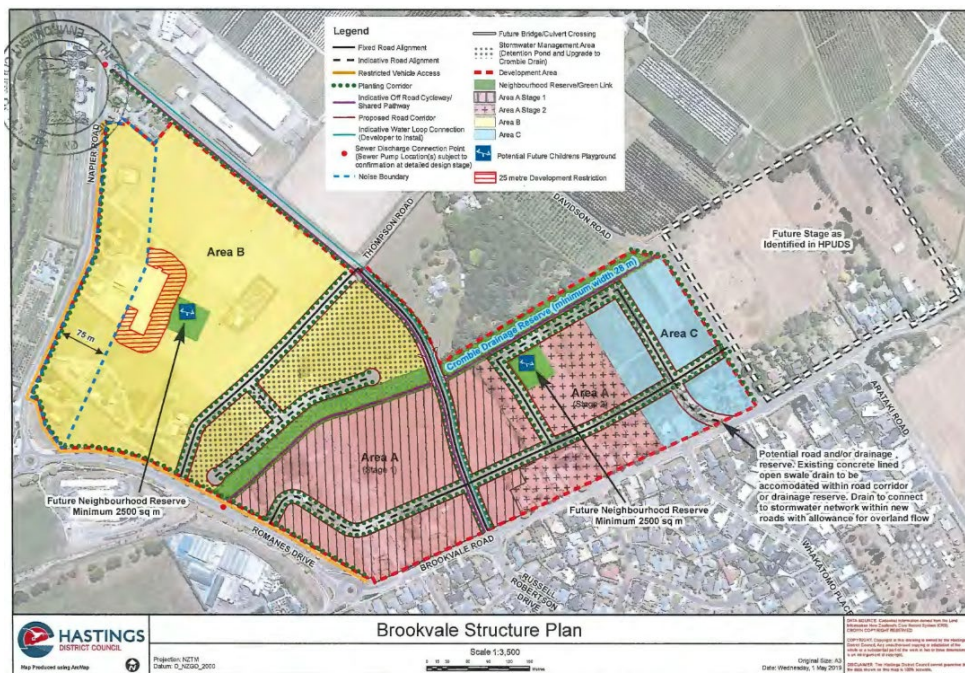 Legend
Fixed Road Alignment
Indicative Road Alignment
Restricted Vehicle Access
Planting Corridor
Indicative Off Road Cycleway/
Shared Pathway
Proposed Road Corridor
Indicative Water Loop Connection
(Developer to Install)
Sewer Discharge Connection Point
(Sewer Pump Location(s) subject to
confirmation at detailed design stage)
Noise Boundary
Future Bridge/Culvert Crossing
Stormwater Management Area
(Detention Pond and Upgrade to
Crombie Drain)
Development Area
Neighbourhood Reserve/Green Link
Area A Stage 1
Area A Stage 2
Area B
Area C
Potential Future Childrens Playground
25 metre Development Restriction
NAPIER ROAD
THOMPSON ROAD
DAVIDSON ROAD
Future Stage as
Identified in HPUDS
Area B
Crombie Drainage Reserve (minimum width 28 m)
Area C
75 m
Area A
(Stage 2)
Area A
(Stage 1)
ARATAKI ROAD
Future Neighbourhood Reserve
Minimum 2500 sq m
Future Neighbourhood Reserve
Minimum 2500 sq m
Potential road and/or drainage
reserve. Existing concrete lined
open swale drain to be
accomodated within road corridor
or drainage reserve. Drain to connect
to stormwater network within new
roads with allowance for overland flow
ROMANES DRIVE
BROOKVALE ROAD
RUSSELL
ROBERTSON
DRIVE
WHAKATOMO PLACE
HASTINGS
DISTRICT COUNCIL
Map Produced using ArcMap
Brookvale Structure Plan
Projection: NZTM
Datum: D_NZGD_2000
Scale 1:3,500
Original Size: A3
Date: Wednesday, 1 May 2019